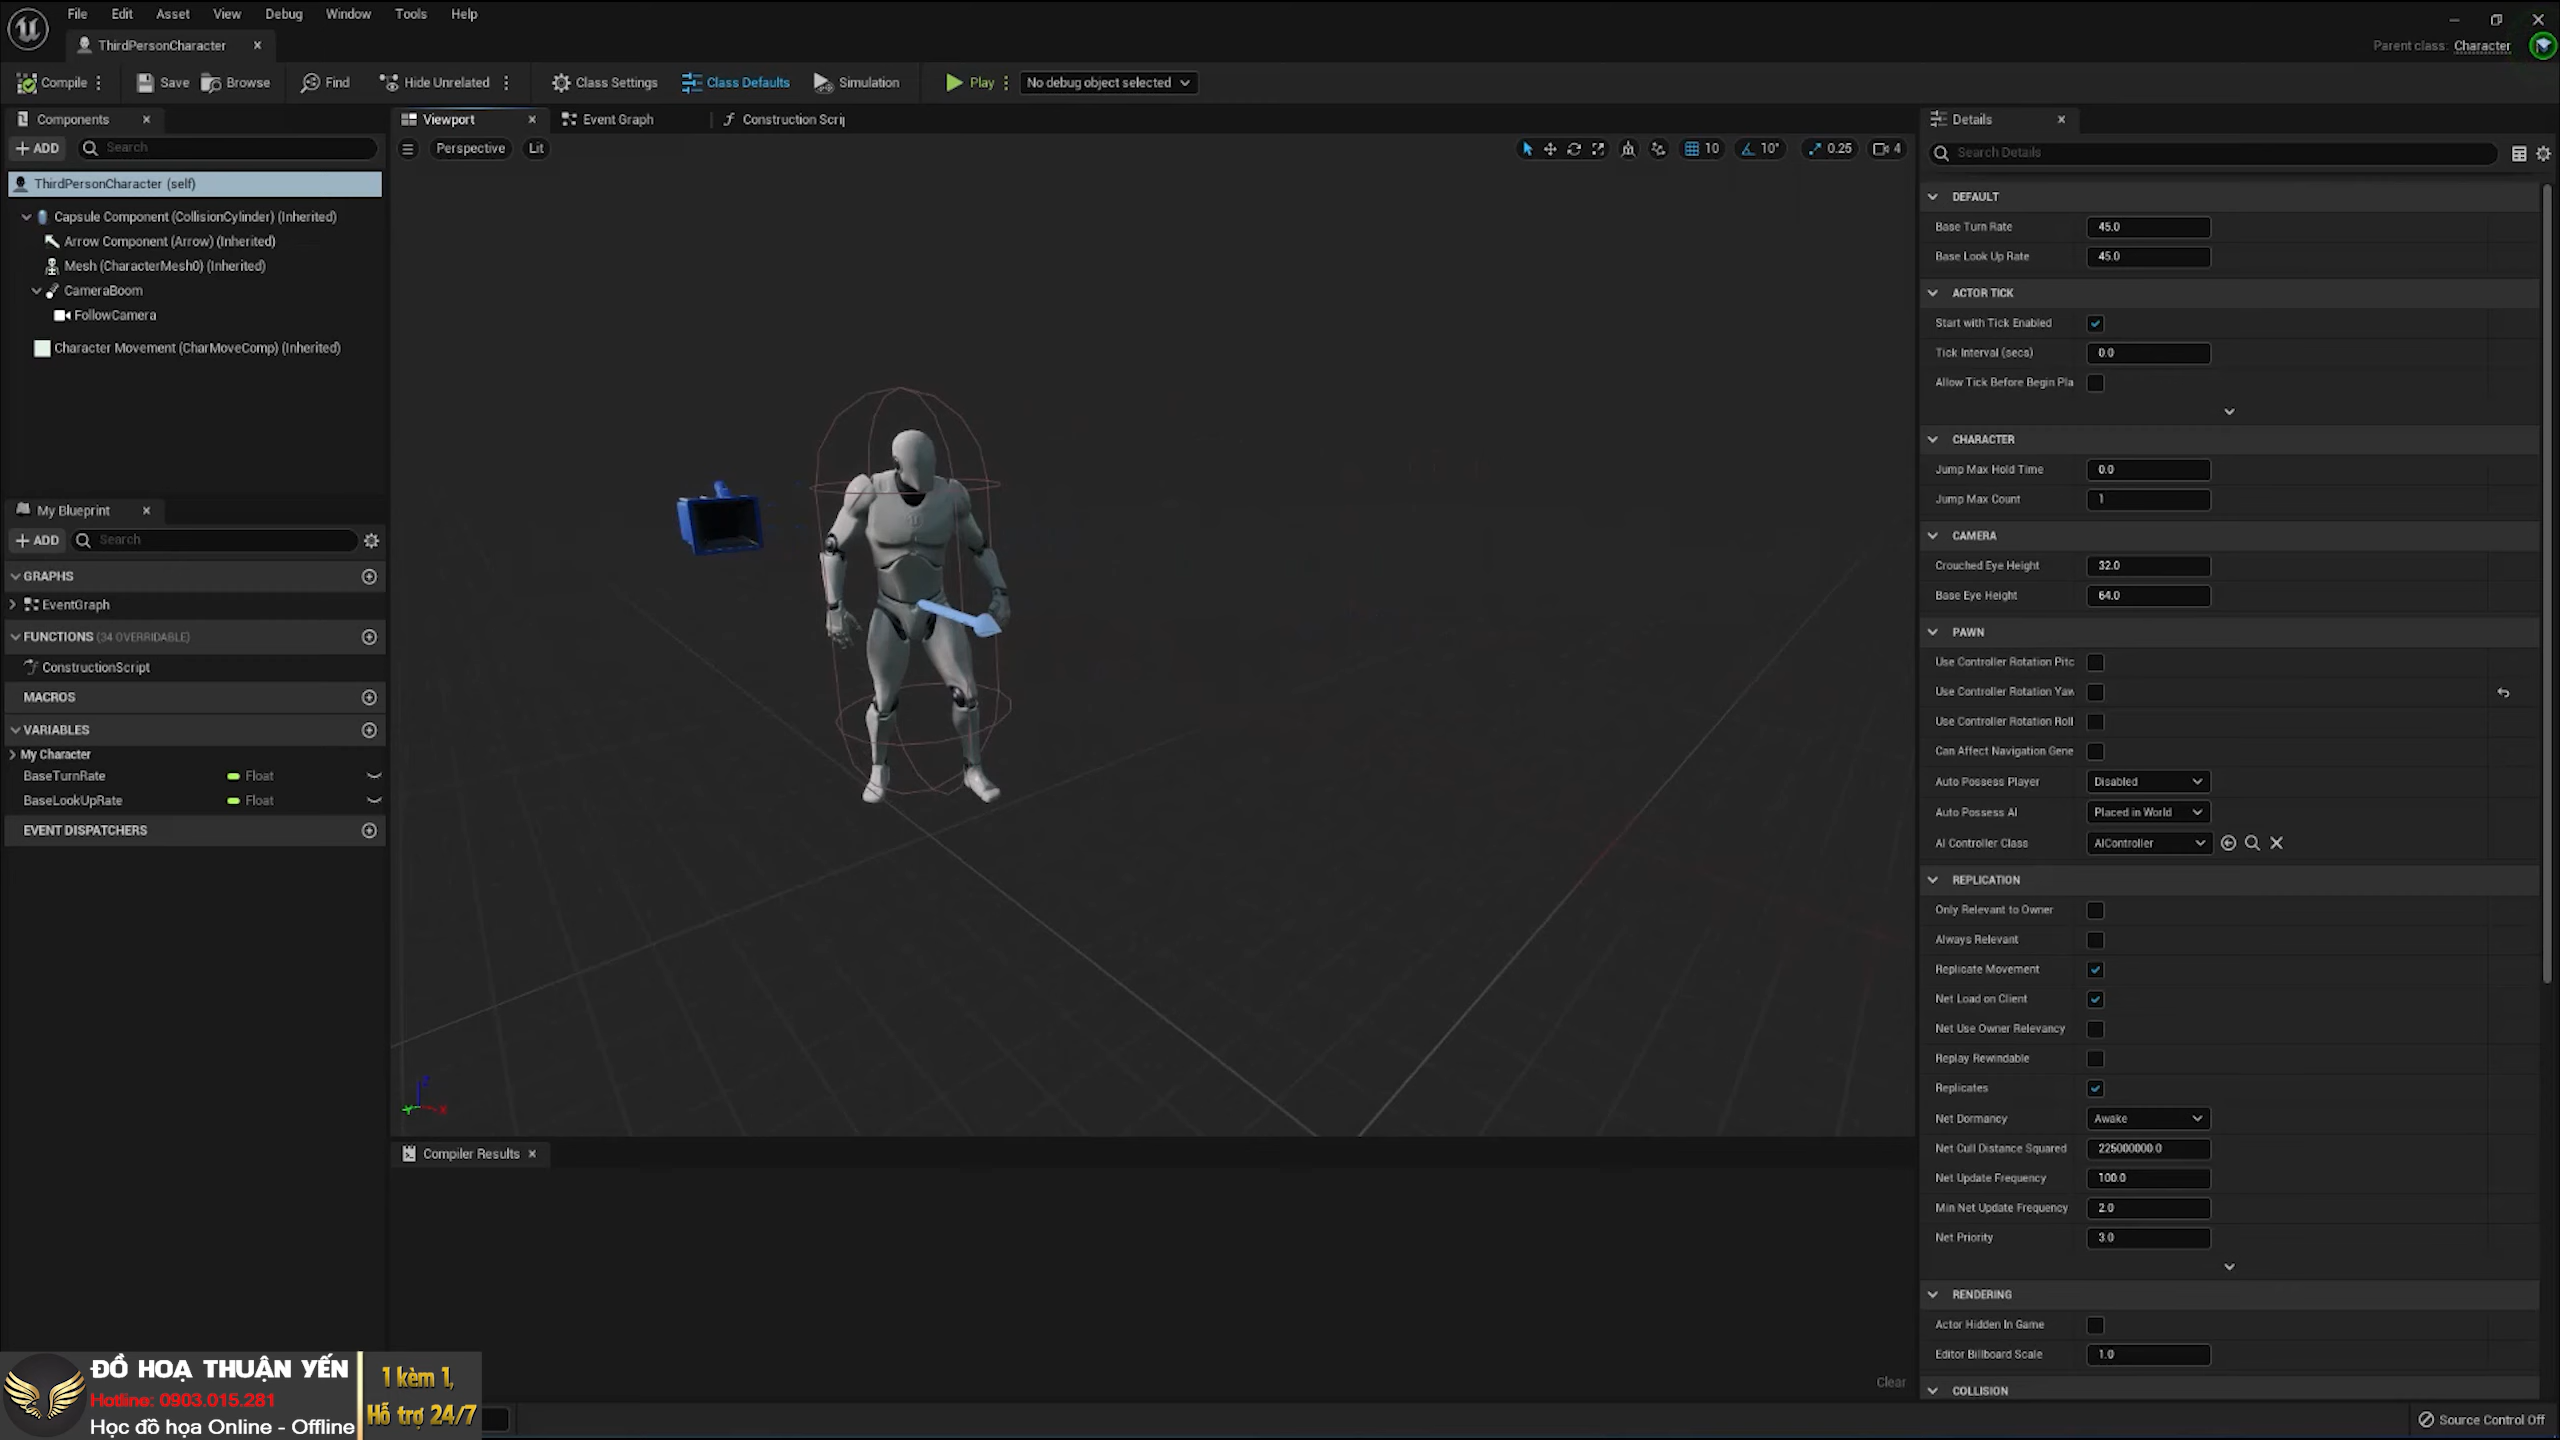 File Edit Asset View Debug Window Tools Help
ThirdPersonCharacter
Parent class: Character
Compile Save Browse Find Hide Unrelated Class Settings Class Defaults Simulation Play No debug object selected
Components
ADD Search
ThirdPersonCharacter (self)
Capsule Component (CollisionCylinder) (Inherited)
Arrow Component (Arrow) (Inherited)
Mesh (CharacterMesh0) (Inherited)
CameraBoom
FollowCamera
Character Movement (CharMoveComp) (Inherited)
My Blueprint
ADD Search
GRAPHS
EventGraph
FUNCTIONS (34 OVERRIDABLE)
ConstructionScript
MACROS
VARIABLES
My Character
BaseTurnRate Float
BaseLookUpRate Float
EVENT DISPATCHERS
Viewport Event Graph Construction Scrip
Perspective Lit 10 10° 0.25 4
Compiler Results
Clear
Details
Search Details
DEFAULT
Base Turn Rate 45.0
Base Look Up Rate 45.0
ACTOR TICK
Start with Tick Enabled
Tick Interval (secs) 0.0
Allow Tick Before Begin Pla
CHARACTER
Jump Max Hold Time 0.0
Jump Max Count 1
CAMERA
Crouched Eye Height 32.0
Base Eye Height 64.0
PAWN
Use Controller Rotation Pitc
Use Controller Rotation Yaw
Use Controller Rotation Roll
Can Affect Navigation Gene
Auto Possess Player Disabled
Auto Possess AI Placed in World
AI Controller Class AIController
REPLICATION
Only Relevant to Owner
Always Relevant
Replicate Movement
Net Load on Client
Net Use Owner Relevancy
Replay Rewindable
Replicates
Net Dormancy Awake
Net Cull Distance Squared 225000000.0
Net Update Frequency 100.0
Min Net Update Frequency 2.0
Net Priority 3.0
RENDERING
Actor Hidden In Game
Editor Billboard Scale 1.0
COLLISION
Source Control Off
ĐỒ HOẠ THUẬN YẾN
Hotline: 0903.015.281
Học đồ họa Online - Offline
1 kèm 1,
Hỗ trợ 24/7